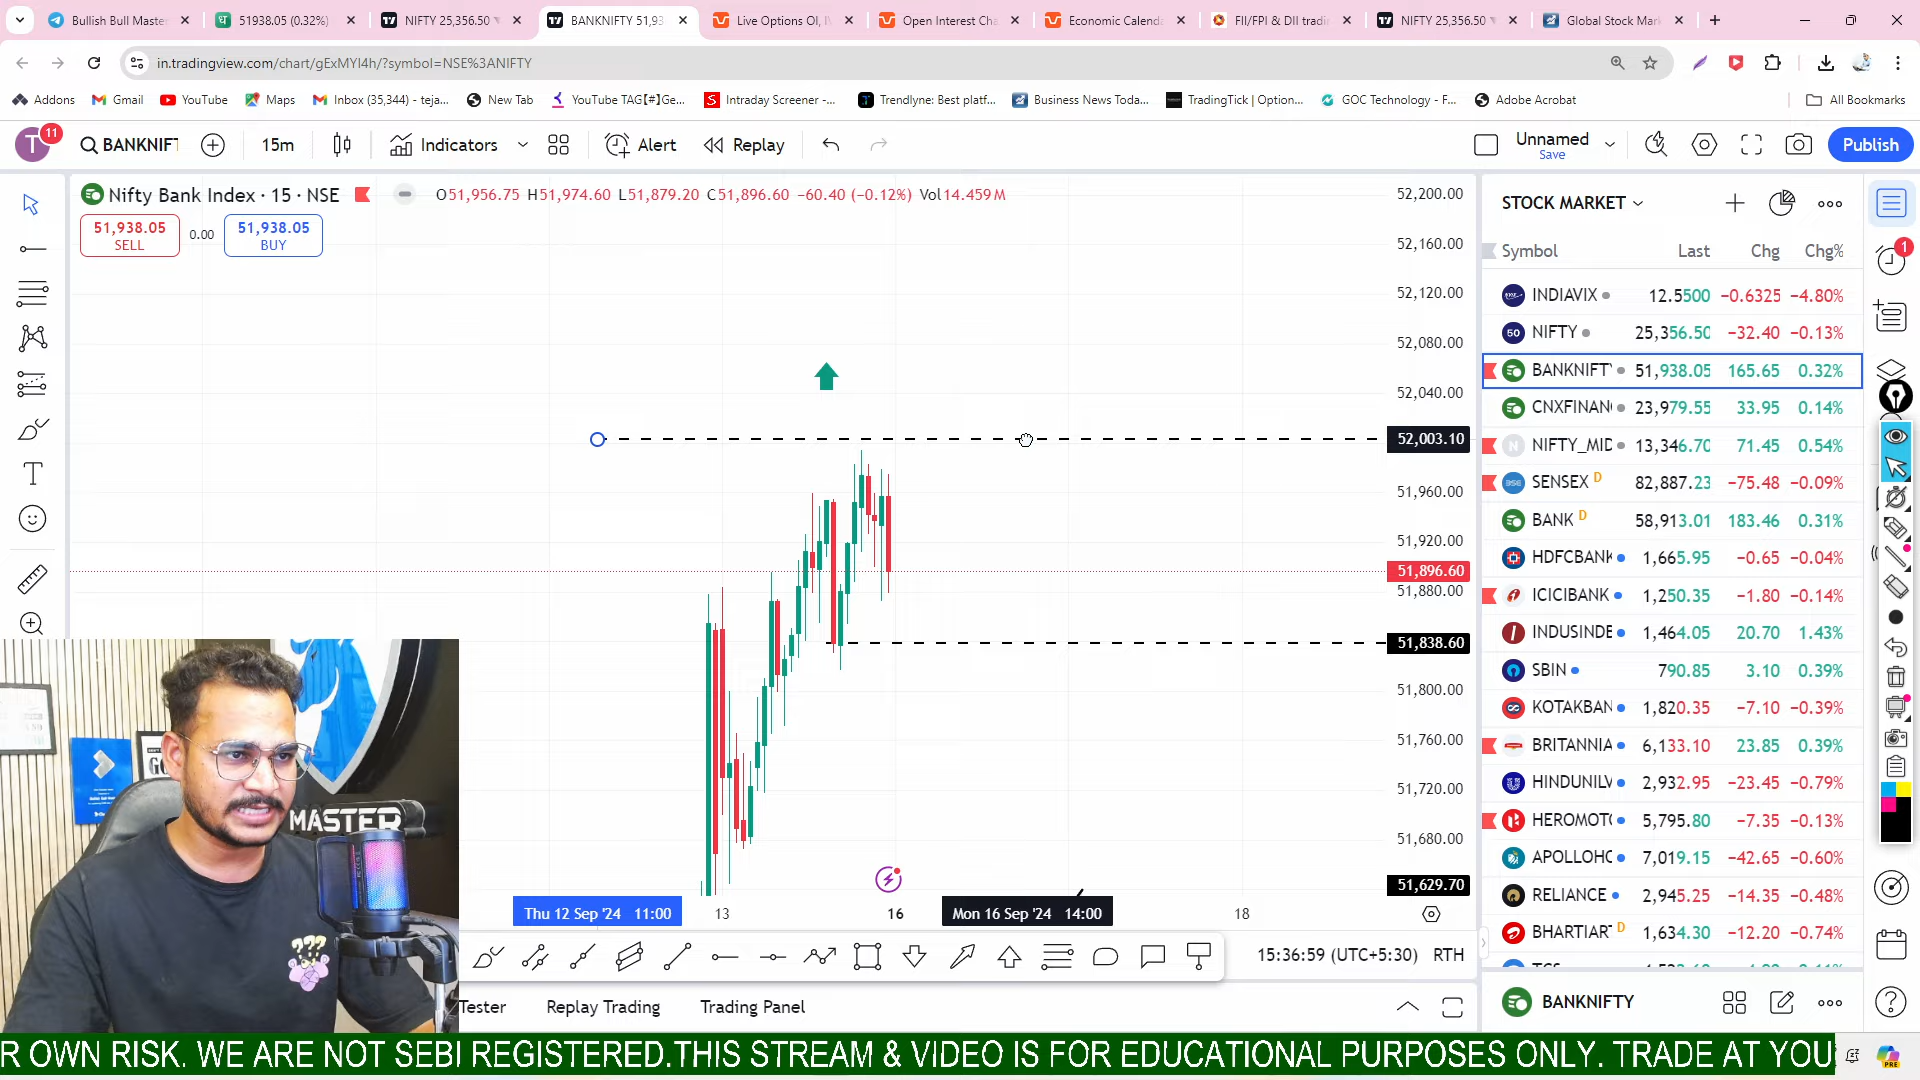 Bullish Bull Master
51938.05 (0.32%)
NIFTY 25,356.50
BANKNIFTY 51,93
Live Options OI, I
Open Interest Cha
Economic Calenda
FII/FPI & DII tradi
NIFTY 25,356.50
Global Stock Mark
in.tradingview.com/chart/gExMYl4h/?symbol=NSE%3ANIFTY
Addons
Gmail
YouTube
Maps
Inbox (35,344) - teja...
New Tab
YouTube TAG【#】Ge...
Intraday Screener -...
Trendlyne: Best platf...
Business News Toda...
TradingTick | Option...
GOC Technology - F...
Adobe Acrobat
All Bookmarks
T 11
BANKNIFT
15m
Indicators
Alert
Replay
Unnamed
Save
Publish
Nifty Bank Index · 15 · NSE
O51,956.75 H51,974.60 L51,879.20 C51,896.60 −60.40 (−0.12%) Vol14.459 M
51,938.05
SELL
0.00
51,938.05
BUY
52,200.00
52,160.00
52,120.00
52,080.00
52,040.00
52,003.10
51,960.00
51,920.00
51,896.60
51,880.00
51,838.60
51,800.00
51,760.00
51,720.00
51,680.00
51,629.70
Thu 12 Sep '24 11:00
13
16
Mon 16 Sep '24 14:00
18
15:36:59 (UTC+5:30) RTH
Tester
Replay Trading
Trading Panel
STOCK MARKET
Symbol Last Chg Chg%
INDIAVIX 12.5500 −0.6325 −4.80%
NIFTY 25,356.50 −32.40 −0.13%
BANKNIFTY 51,938.05 165.65 0.32%
CNXFINAN 23,979.55 33.95 0.14%
NIFTY_MID 13,346.70 71.45 0.54%
SENSEX D 82,887.23 −75.48 −0.09%
BANK D 58,913.01 183.46 0.31%
HDFCBANK 1,665.95 −0.65 −0.04%
ICICIBANK 1,250.35 −1.80 −0.14%
INDUSINDB 1,464.05 20.70 1.43%
SBIN 790.85 3.10 0.39%
KOTAKBAN 1,820.35 −7.10 −0.39%
BRITANNIA 6,133.10 23.85 0.39%
HINDUNILV 2,932.95 −23.45 −0.79%
HEROMOTO 5,795.80 −7.35 −0.13%
APOLLOHO 7,019.15 −42.65 −0.60%
RELIANCE 2,945.25 −14.35 −0.48%
BHARTIART D 1,634.30 −12.20 −0.74%
BANKNIFTY
1
MASTER
???
R OWN RISK. WE ARE NOT SEBI REGISTERED.THIS STREAM & VIDEO IS FOR EDUCATIONAL PURPOSES ONLY. TRADE AT YOU